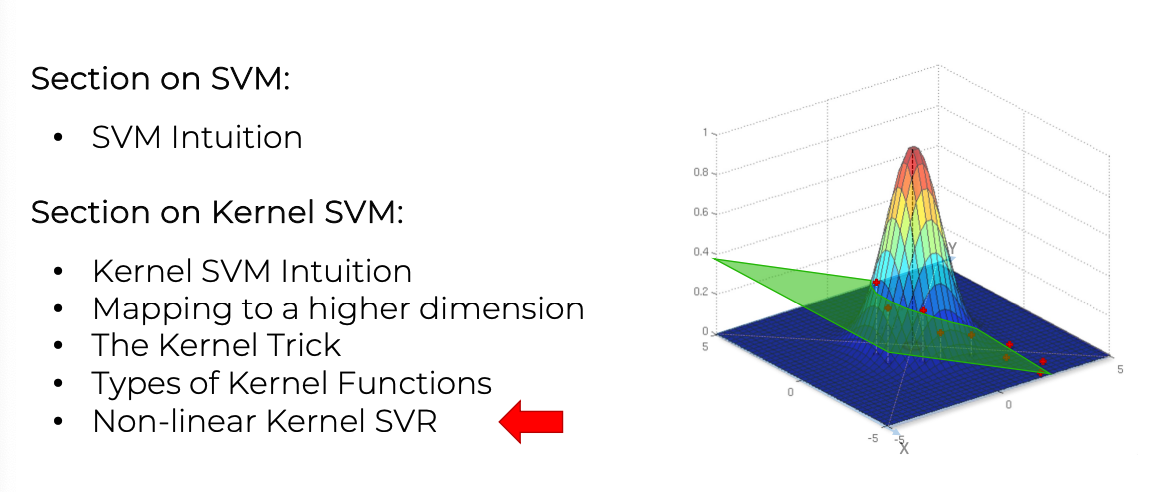 Section on SVM:
• SVM Intuition
Section on Kernel SVM:
• Kernel SVM Intuition
• Mapping to a higher dimension
• The Kernel Trick
• Types of Kernel Functions
• Non-linear Kernel SVR
1
0.8
0.6
0.4
0.2
0
5
0
-5
-5
0
5
X
Y